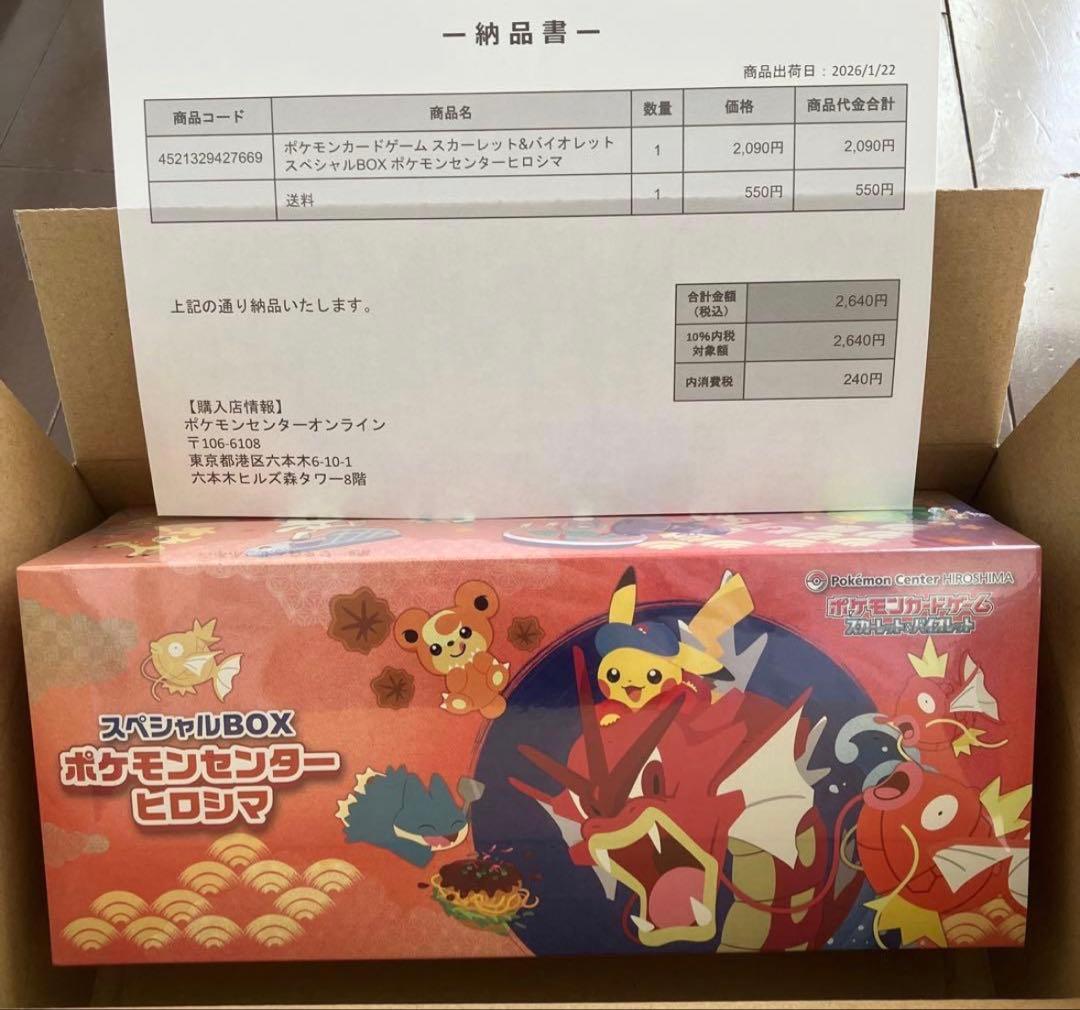 ー納品書ー
商品出荷日：2026/1/22
商品コード 商品名 数量 価格 商品代金合計
4521329427669 ポケモンカードゲーム スカーレット&バイオレット 1 2,090円 2,090円
スペシャルBOX ポケモンセンターヒロシマ
送料 1 550円 550円
上記の通り納品いたします。
合計金額 2,640円
（税込）
10%内税 2,640円
対象額
内消費税 240円
【購入店情報】
ポケモンセンターオンライン
〒106-6108
東京都港区六本木6-10-1
六本木ヒルズ森タワー8階
Pokémon Center HIROSHIMA
ポケモンカードゲーム
スカーレット&バイオレット
スペシャルBOX
ポケモンセンター
ヒロシマ